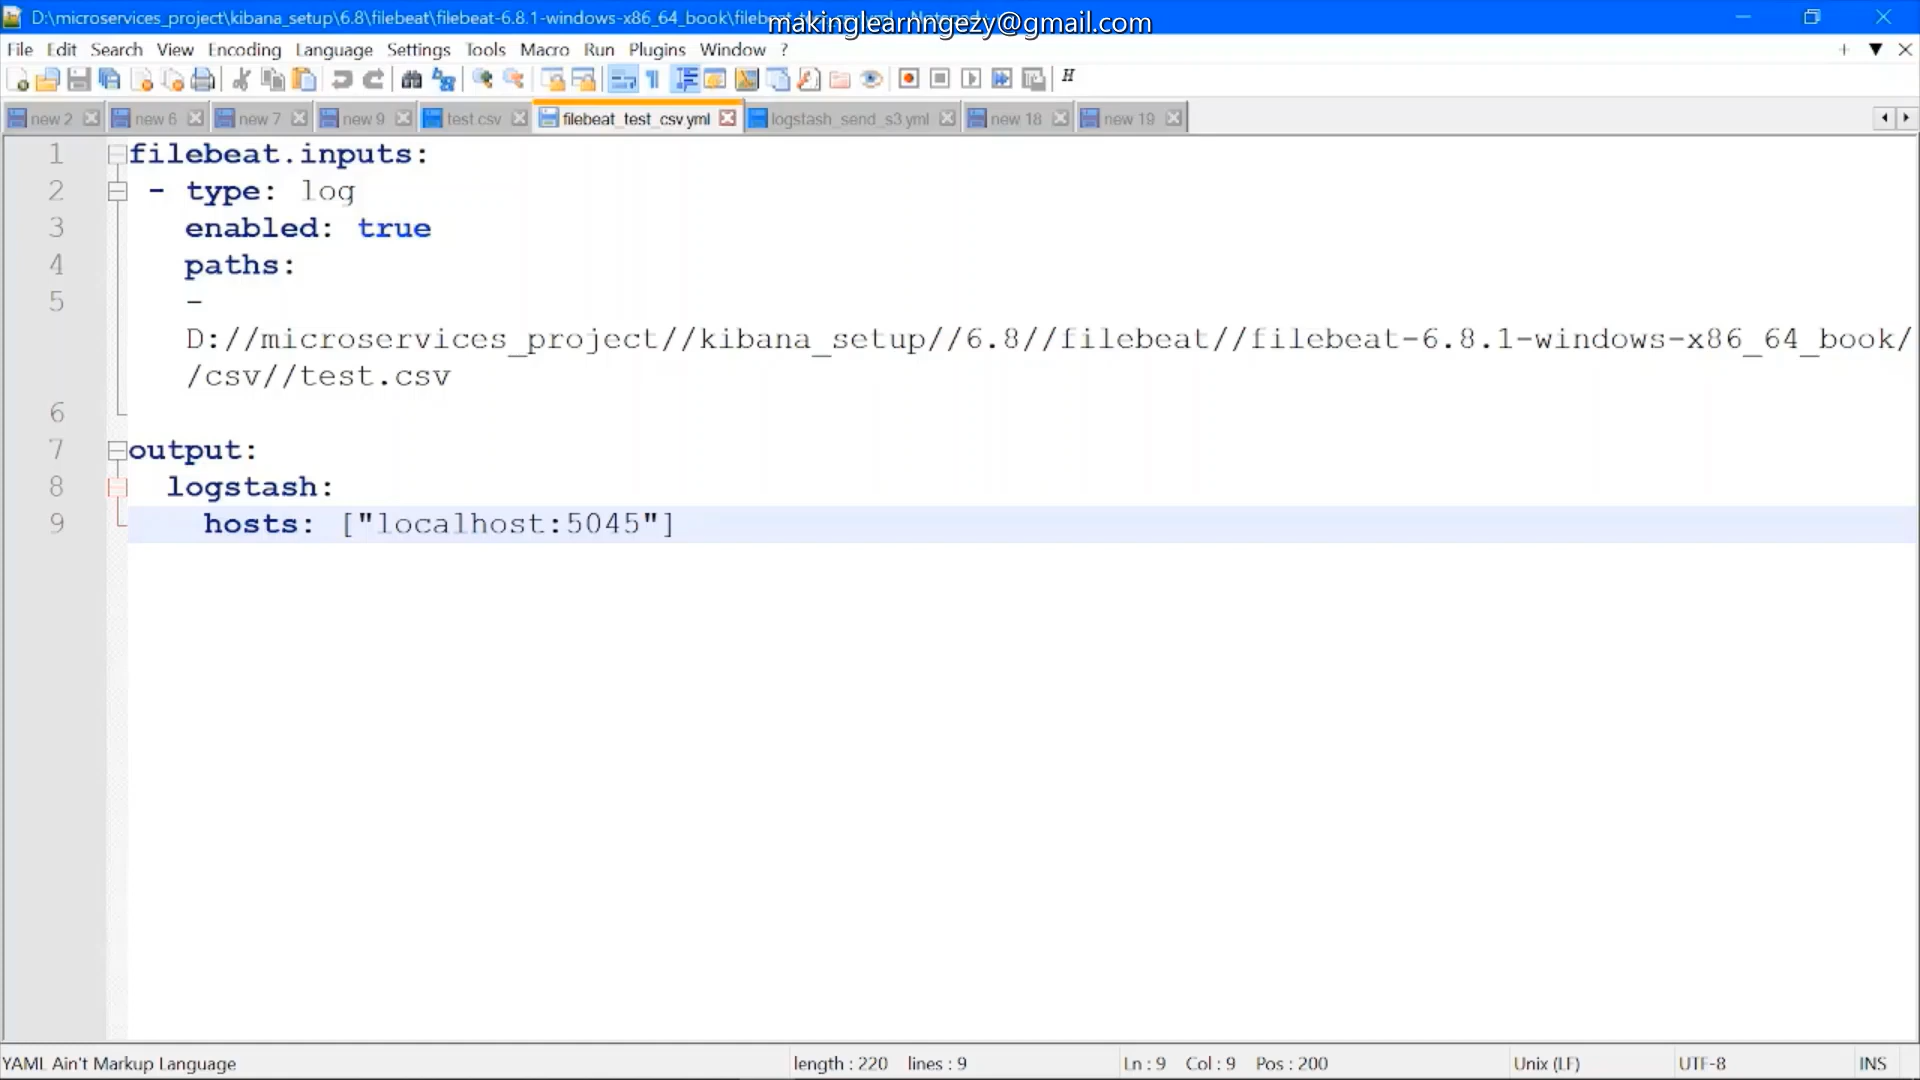 D:\microservices_project\kibana_setup\6.8\filebeat\filebeat-6.8.1-windows-x86_64_book\
makinglearnngezy@gmail.com
File Edit Search View Encoding Language Settings Tools Macro Run Plugins Window ?
new 2 new 6 new 7 new 9 test.csv filebeat_test_csv.yml logstash_send_s3.yml new 18 new 19
1 filebeat.inputs:
2 - type: log
3 enabled: true
4 paths:
5 -
D://microservices_project//kibana_setup//6.8//filebeat//filebeat-6.8.1-windows-x86_64_book/
/csv//test.csv
6
7 output:
8 logstash:
9 hosts: ["localhost:5045"]
YAML Ain't Markup Language length : 220 lines : 9 Ln : 9 Col : 9 Pos : 200 Unix (LF) UTF-8 INS